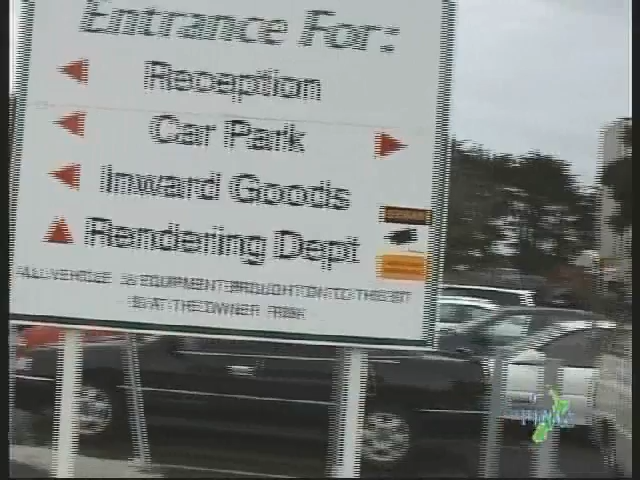 Entrance For:
Reception
Car Park
Inward Goods
Rendering Dept
ALL VEHICLE & EQUIPMENT BROUGHT ON TO THIS SIT
IS AT THE OWNER RISK